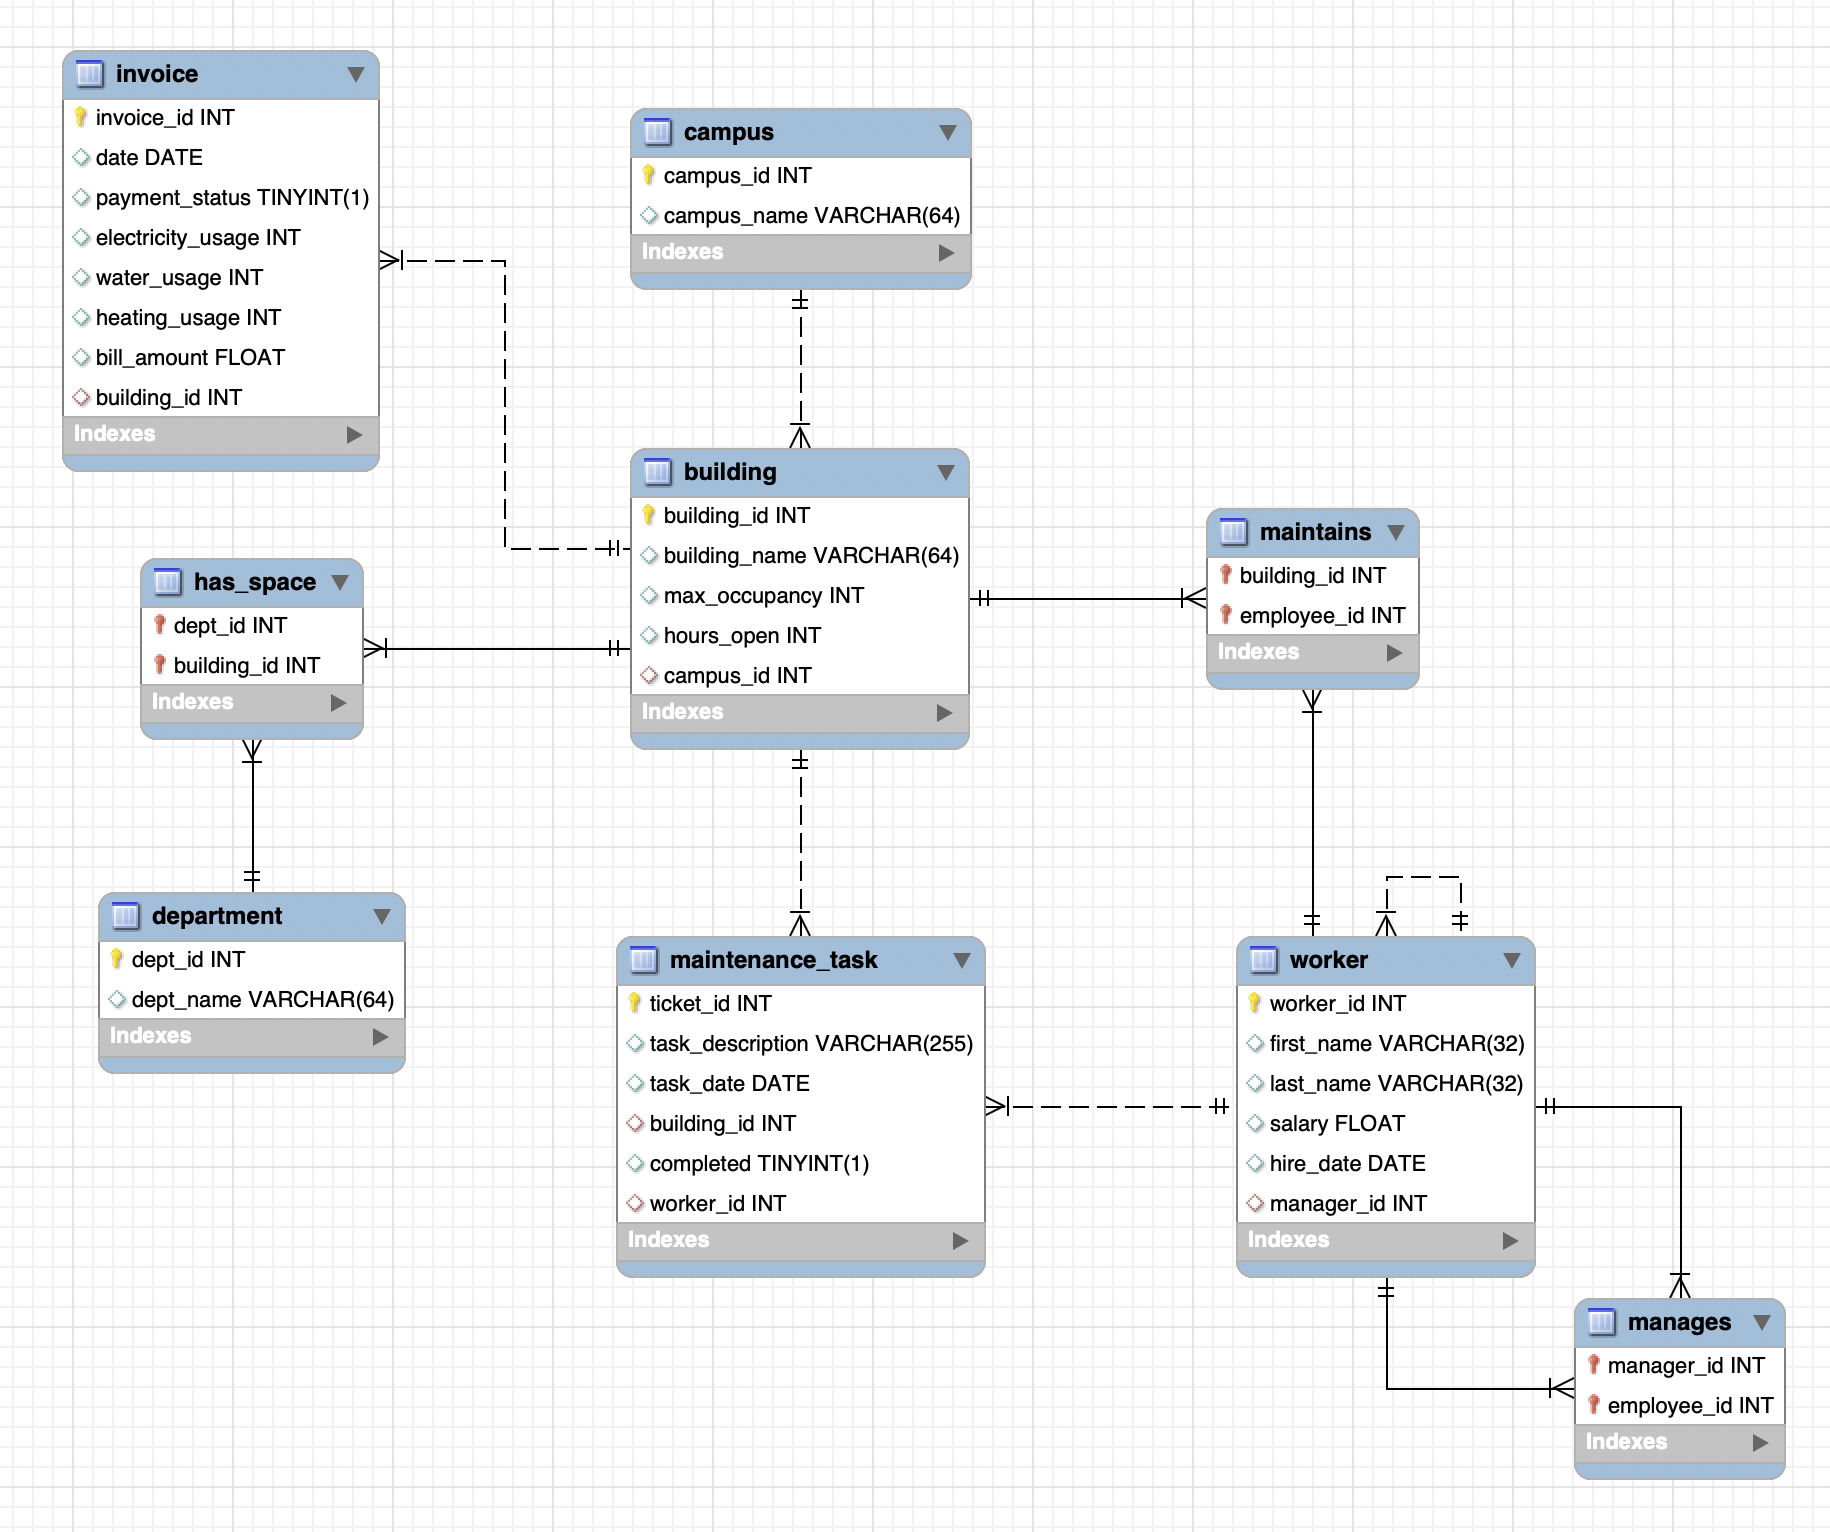 invoice
invoice_id INT
date DATE
payment_status TINYINT(1)
electricity_usage INT
water_usage INT
heating_usage INT
bill_amount FLOAT
building_id INT
Indexes
campus
campus_id INT
campus_name VARCHAR(64)
Indexes
building
building_id INT
building_name VARCHAR(64)
max_occupancy INT
hours_open INT
campus_id INT
Indexes
maintains
building_id INT
employee_id INT
Indexes
has_space
dept_id INT
building_id INT
Indexes
department
dept_id INT
dept_name VARCHAR(64)
Indexes
maintenance_task
ticket_id INT
task_description VARCHAR(255)
task_date DATE
building_id INT
completed TINYINT(1)
worker_id INT
Indexes
worker
worker_id INT
first_name VARCHAR(32)
last_name VARCHAR(32)
salary FLOAT
hire_date DATE
manager_id INT
Indexes
manages
manager_id INT
employee_id INT
Indexes